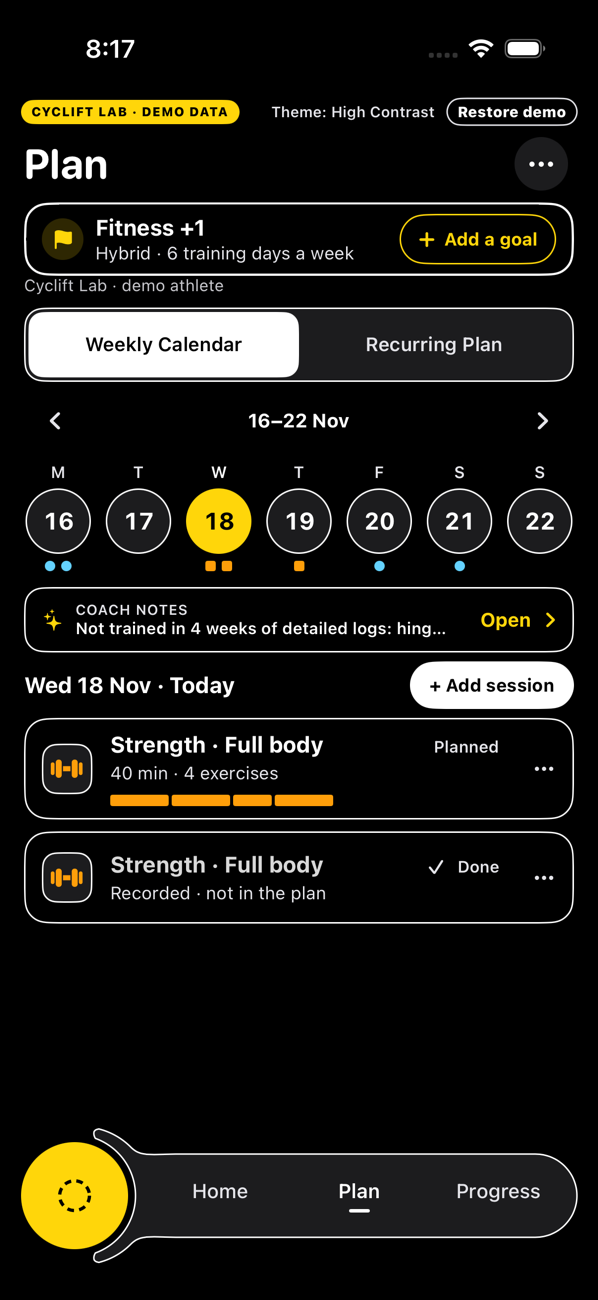 8:17
CYCLIFT LAB · DEMO DATA
Theme: High Contrast
Restore demo
Plan
Fitness +1
Hybrid · 6 training days a week
+ Add a goal
Cyclift Lab · demo athlete
Weekly Calendar
Recurring Plan
16–22 Nov
M T W T F S S
16 17 18 19 20 21 22
COACH NOTES
Not trained in 4 weeks of detailed logs: hing...
Open
Wed 18 Nov · Today
+ Add session
Strength · Full body
Planned
40 min · 4 exercises
Strength · Full body
Done
Recorded · not in the plan
Home
Plan
Progress